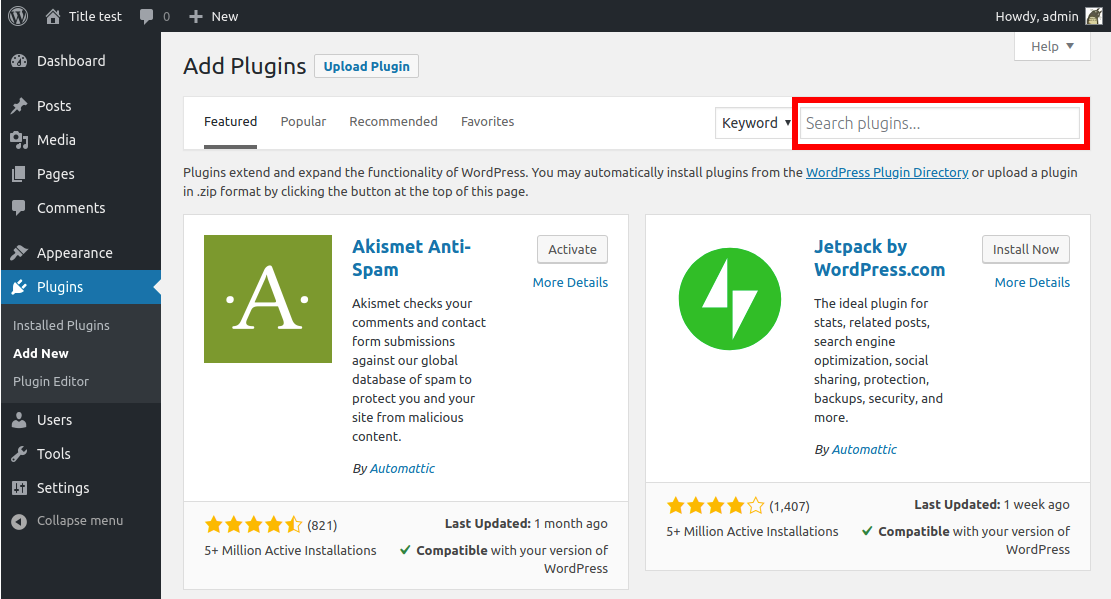 Title test
0
New
Howdy, admin
Dashboard
Posts
Media
Pages
Comments
Appearance
Plugins
Installed Plugins
Add New
Plugin Editor
Users
Tools
Settings
Collapse menu
Help
Add Plugins
Upload Plugin
Featured
Popular
Recommended
Favorites
Keyword
Search plugins...
Plugins extend and expand the functionality of WordPress. You may automatically install plugins from the WordPress Plugin Directory or upload a plugin
in .zip format by clicking the button at the top of this page.
A
Akismet Anti-
Spam
Activate
More Details
Akismet checks your
comments and contact
form submissions
against our global
database of spam to
protect you and your
site from malicious
content.
By Automattic
(821)
Last Updated: 1 month ago
5+ Million Active Installations
Compatible with your version of
WordPress
Jetpack by
WordPress.com
Install Now
More Details
The ideal plugin for
stats, related posts,
search engine
optimization, social
sharing, protection,
backups, security, and
more.
By Automattic
(1,407)
Last Updated: 1 week ago
5+ Million Active Installations
Compatible with your version of
WordPress